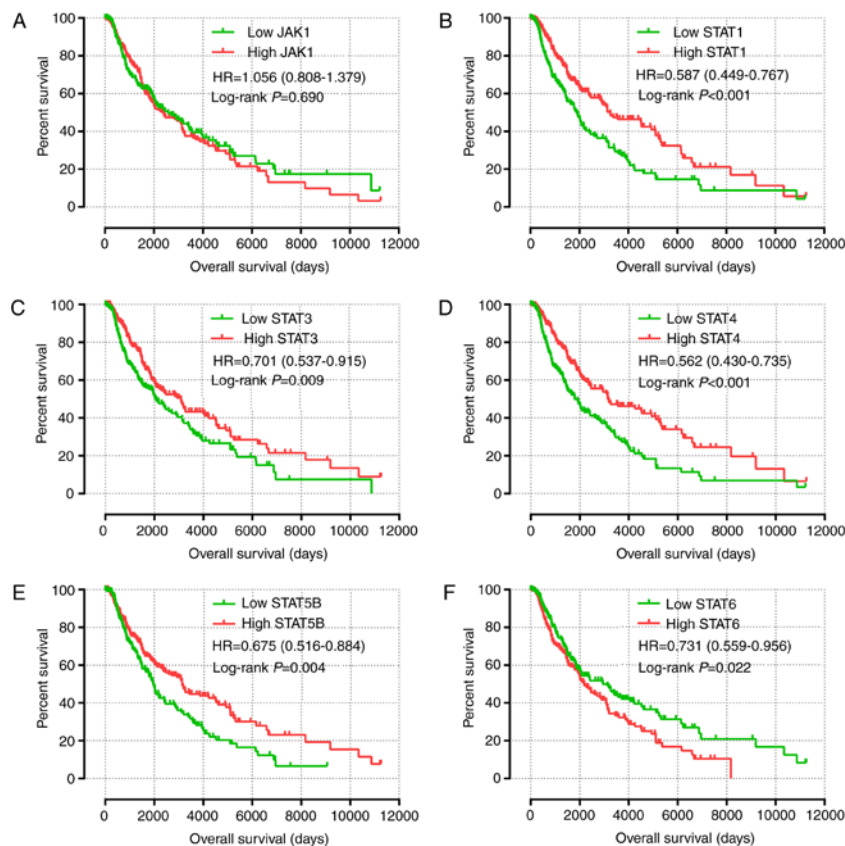 A
Low JAK1
High JAK1
HR=1.056 (0.808-1.379)
Log-rank P=0.690
Percent survival
100
80
60
40
20
0
0 2000 4000 6000 8000 10000 12000
Overall survival (days)
B
Low STAT1
High STAT1
HR=0.587 (0.449-0.767)
Log-rank P<0.001
Percent survival
100
80
60
40
20
0
0 2000 4000 6000 8000 10000 12000
Overall survival (days)
C
Low STAT3
High STAT3
HR=0.701 (0.537-0.915)
Log-rank P=0.009
Percent survival
100
80
60
40
20
0
0 2000 4000 6000 8000 10000 12000
Overall survival (days)
D
Low STAT4
High STAT4
HR=0.562 (0.430-0.735)
Log-rank P<0.001
Percent survival
100
80
60
40
20
0
0 2000 4000 6000 8000 10000 12000
Overall survival (days)
E
Low STAT5B
High STAT5B
HR=0.675 (0.516-0.884)
Log-rank P=0.004
Percent survival
100
80
60
40
20
0
0 2000 4000 6000 8000 10000 12000
Overall survival (days)
F
Low STAT6
High STAT6
HR=0.731 (0.559-0.956)
Log-rank P=0.022
Percent survival
100
80
60
40
20
0
0 2000 4000 6000 8000 10000 12000
Overall survival (days)